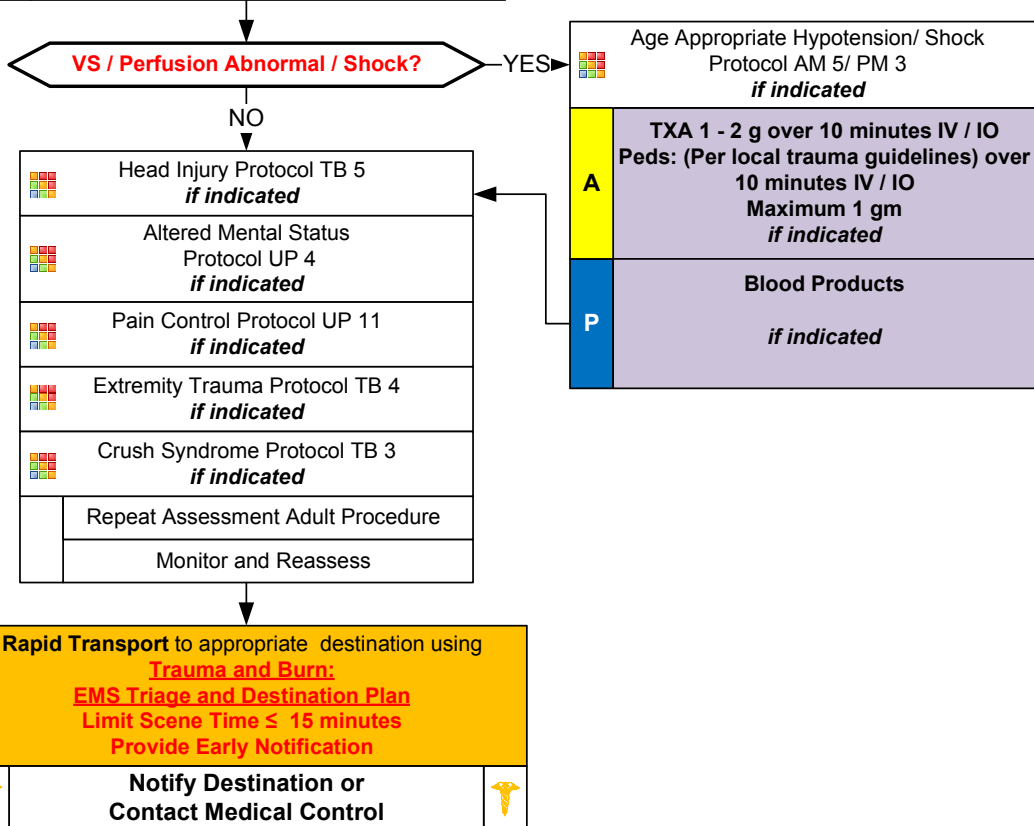 VS / Perfusion Abnormal / Shock?
YES
NO
Age Appropriate Hypotension/ Shock
Protocol AM 5/ PM 3
if indicated
A
TXA 1 - 2 g over 10 minutes IV / IO
Peds: (Per local trauma guidelines) over
10 minutes IV / IO
Maximum 1 gm
if indicated
P
Blood Products
if indicated
Head Injury Protocol TB 5
if indicated
Altered Mental Status
Protocol UP 4
if indicated
Pain Control Protocol UP 11
if indicated
Extremity Trauma Protocol TB 4
if indicated
Crush Syndrome Protocol TB 3
if indicated
Repeat Assessment Adult Procedure
Monitor and Reassess
Rapid Transport to appropriate destination using
Trauma and Burn:
EMS Triage and Destination Plan
Limit Scene Time ≤ 15 minutes
Provide Early Notification
Notify Destination or
Contact Medical Control